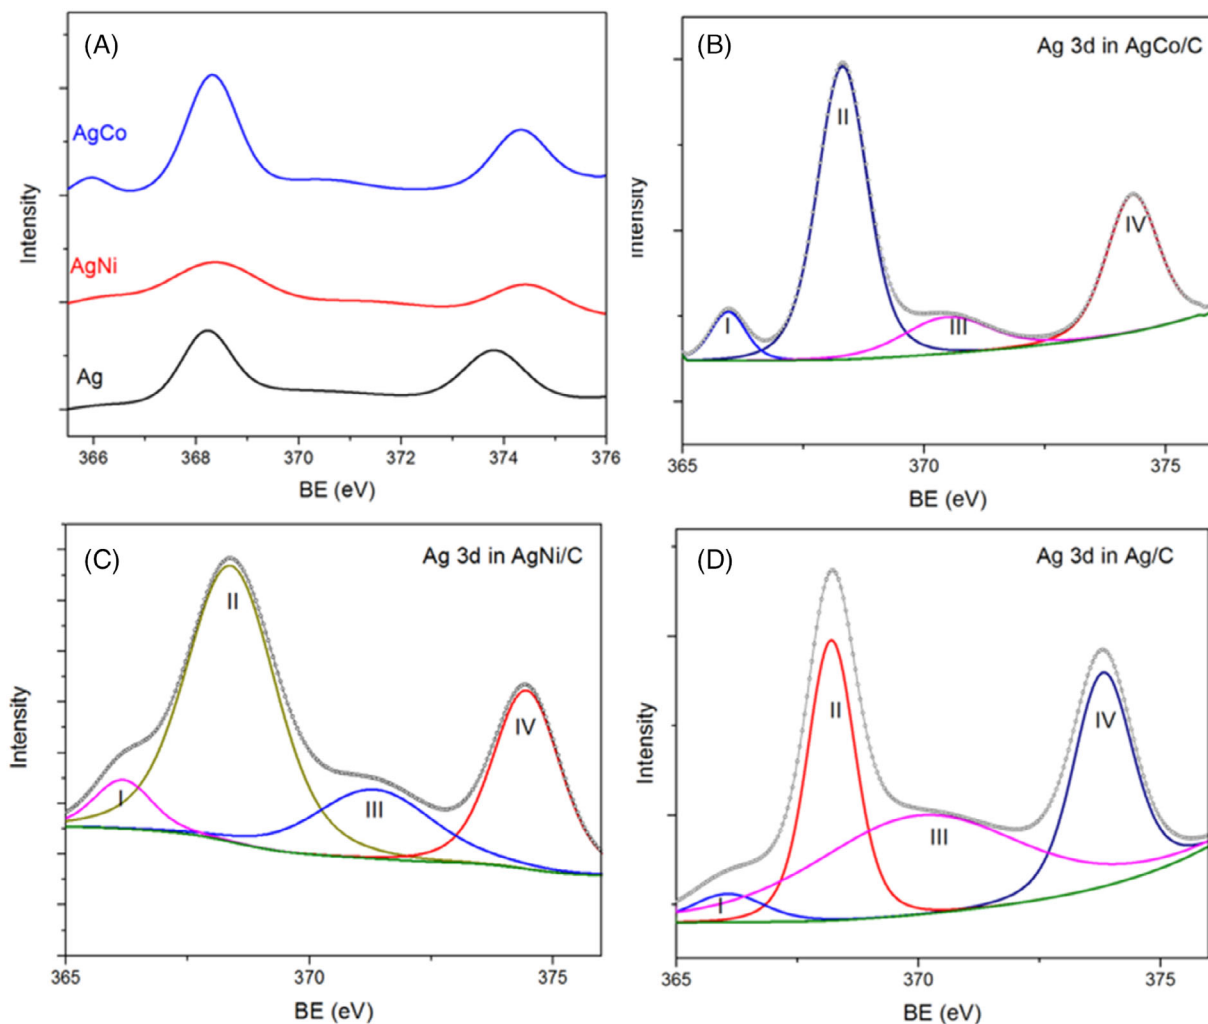 (A)
AgCo
AgNi
Ag
Intensity
366 368 370 372 374 376
BE (eV)
(B)
Ag 3d in AgCo/C
I
II
III
IV
Intensity
365 370 375
BE (eV)
(C)
Ag 3d in AgNi/C
I
II
III
IV
Intensity
365 370 375
BE (eV)
(D)
Ag 3d in Ag/C
I
II
III
IV
Intensity
365 370 375
BE (eV)